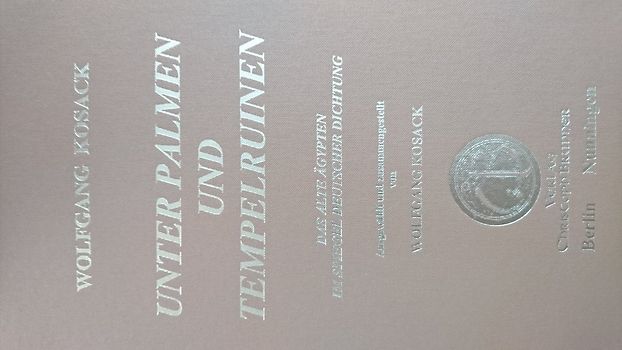 WOLFGANG KOSACK
UNTER PALMEN
UND
TEMPELRUINEN
DAS ALTE ÄGYPTEN
IM SPIEGEL DEUTSCHER DICHTUNG
Ausgewählt und zusammengestellt
von
WOLFGANG KOSACK
Verlag
Christoph Brunner
Berlin Nunningen